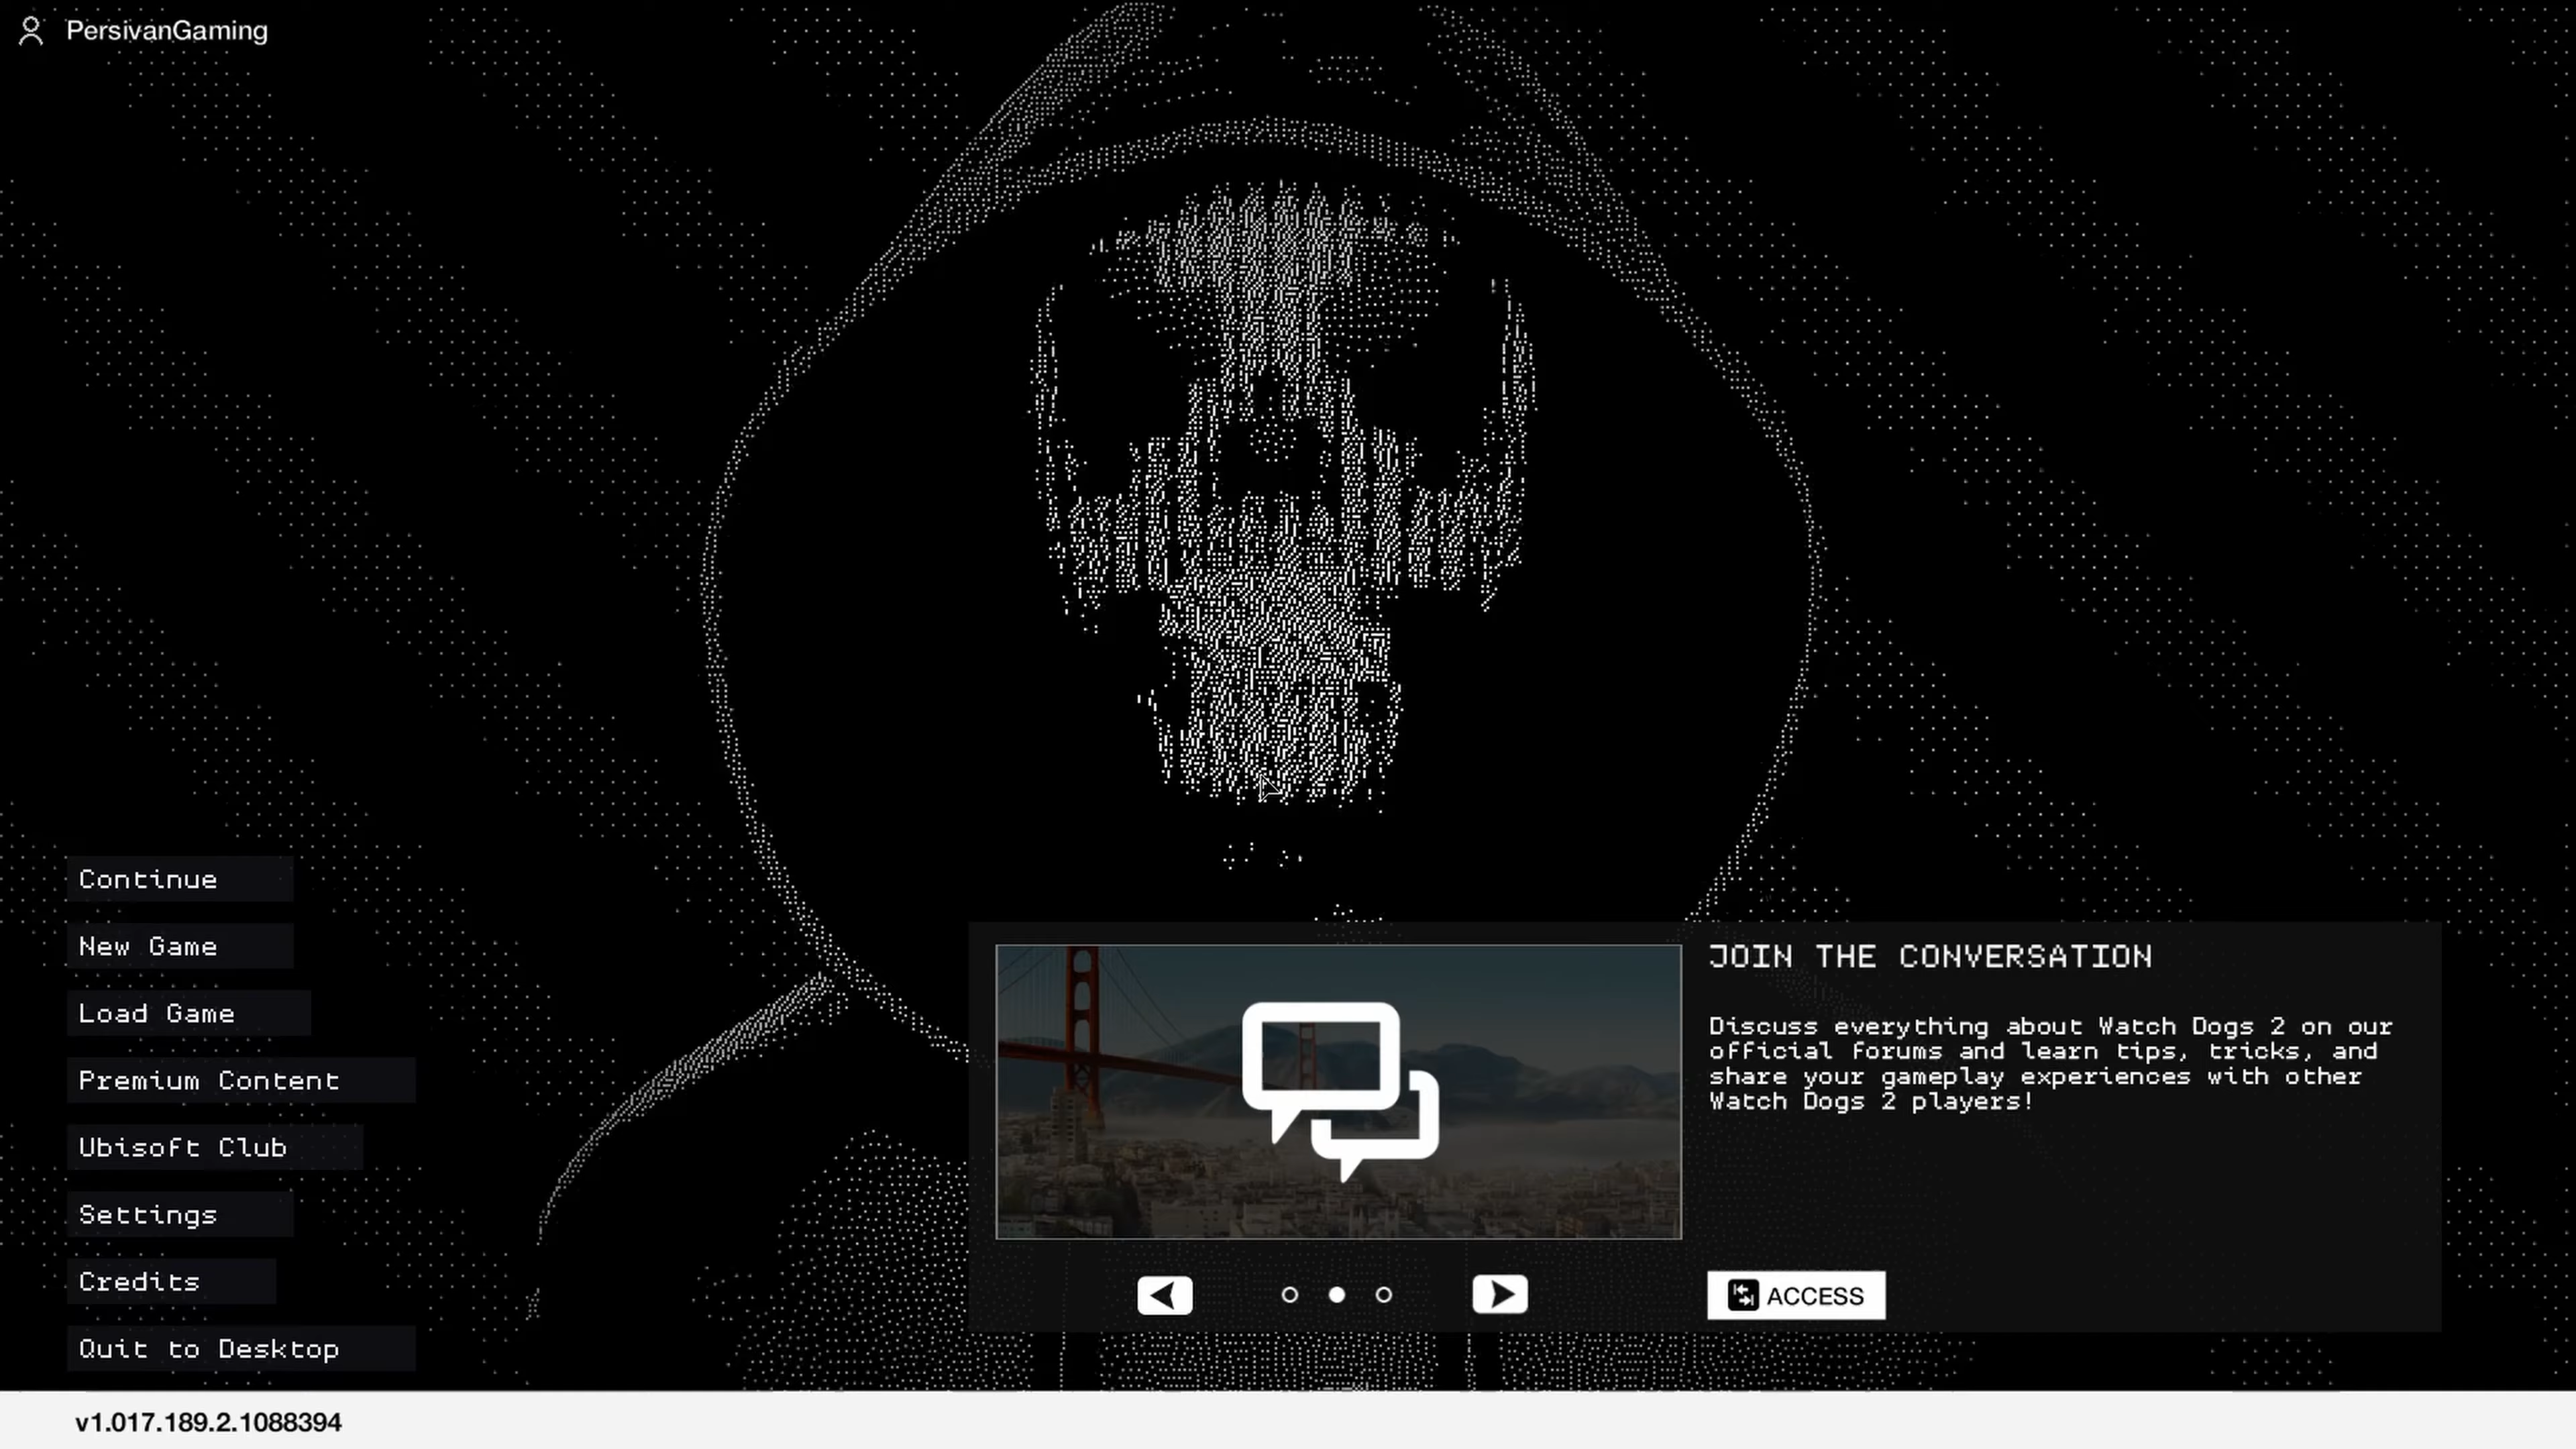 PersivanGaming
Continue
New Game
Load Game
Premium Content
Ubisoft Club
Settings
Credits
Quit to Desktop
JOIN THE CONVERSATION
Discuss everything about Watch Dogs 2 on our
official forums and learn tips, tricks, and
share your gameplay experiences with other
Watch Dogs 2 players!
ACCESS
v1.017.189.2.1088394